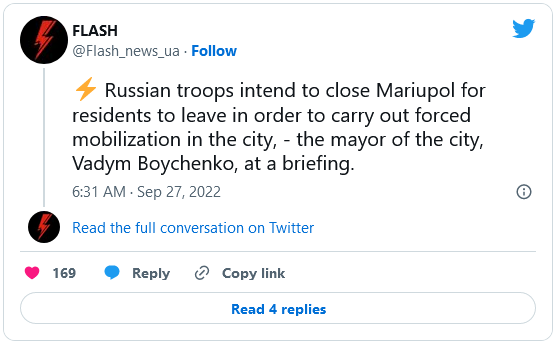 FLASH
@Flash_news_ua · Follow
⚡ Russian troops intend to close Mariupol for
residents to leave in order to carry out forced
mobilization in the city, - the mayor of the city,
Vadym Boychenko, at a briefing.
6:31 AM · Sep 27, 2022
Read the full conversation on Twitter
169 Reply Copy link
Read 4 replies